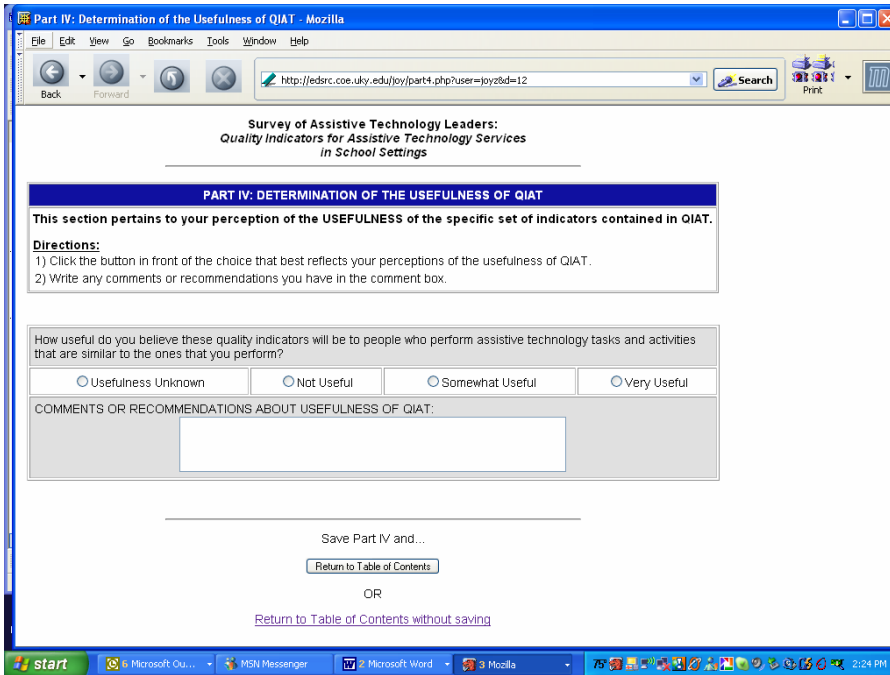 Part IV: Determination of the Usefulness of QIAT - Mozilla
File Edit View Go Bookmarks Tools Window Help
http://edsrc.coe.uky.edu/joy/part4.php?user=joyz&d=12
Search
Back Forward Print
Survey of Assistive Technology Leaders:
Quality Indicators for Assistive Technology Services
in School Settings
PART IV: DETERMINATION OF THE USEFULNESS OF QIAT
This section pertains to your perception of the USEFULNESS of the specific set of indicators contained in QIAT.
Directions:
1) Click the button in front of the choice that best reflects your perceptions of the usefulness of QIAT.
2) Write any comments or recommendations you have in the comment box.
How useful do you believe these quality indicators will be to people who perform assistive technology tasks and activities
that are similar to the ones that you perform?
Usefulness Unknown Not Useful Somewhat Useful Very Useful
COMMENTS OR RECOMMENDATIONS ABOUT USEFULNESS OF QIAT:
Save Part IV and...
Return to Table of Contents
OR
Return to Table of Contents without saving
start 6 Microsoft Ou... MSN Messenger 2 Microsoft Word 3 Mozilla 75° 2:24 PM